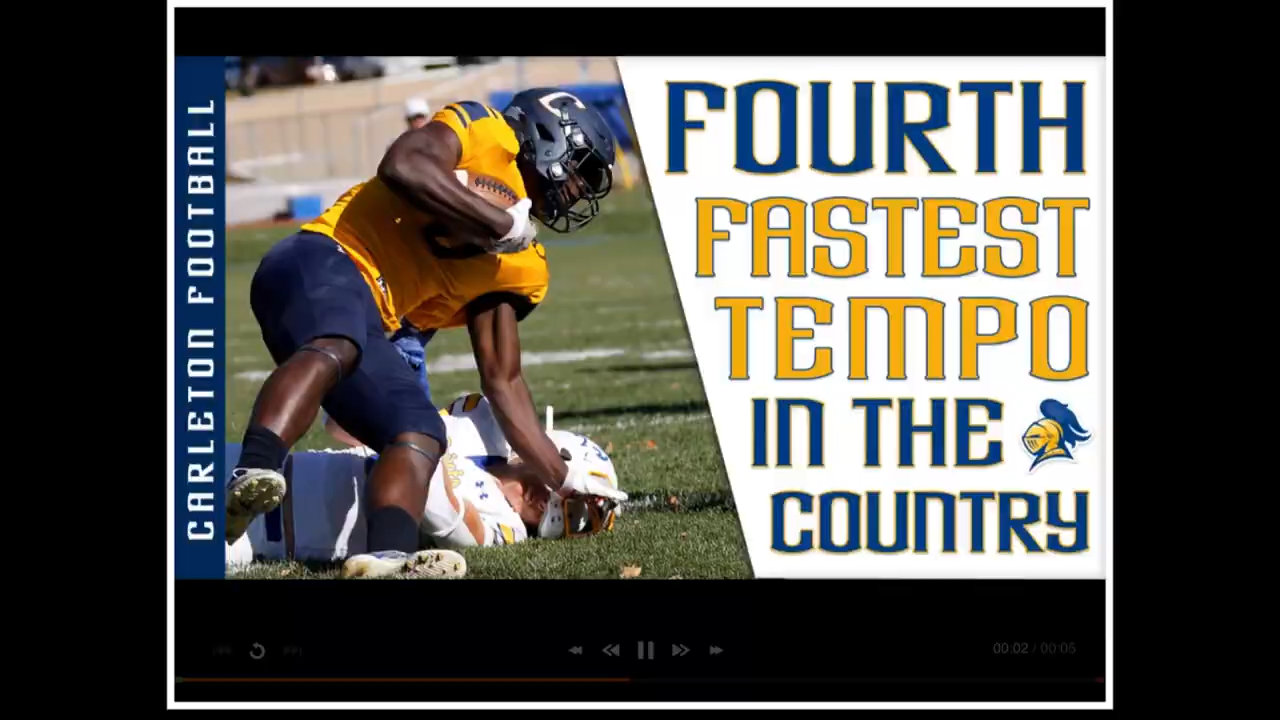 CARLETON FOOTBALL
FOURTH
FASTEST
TEMPO
IN THE
COUNTRY
C
00:02 / 00:05